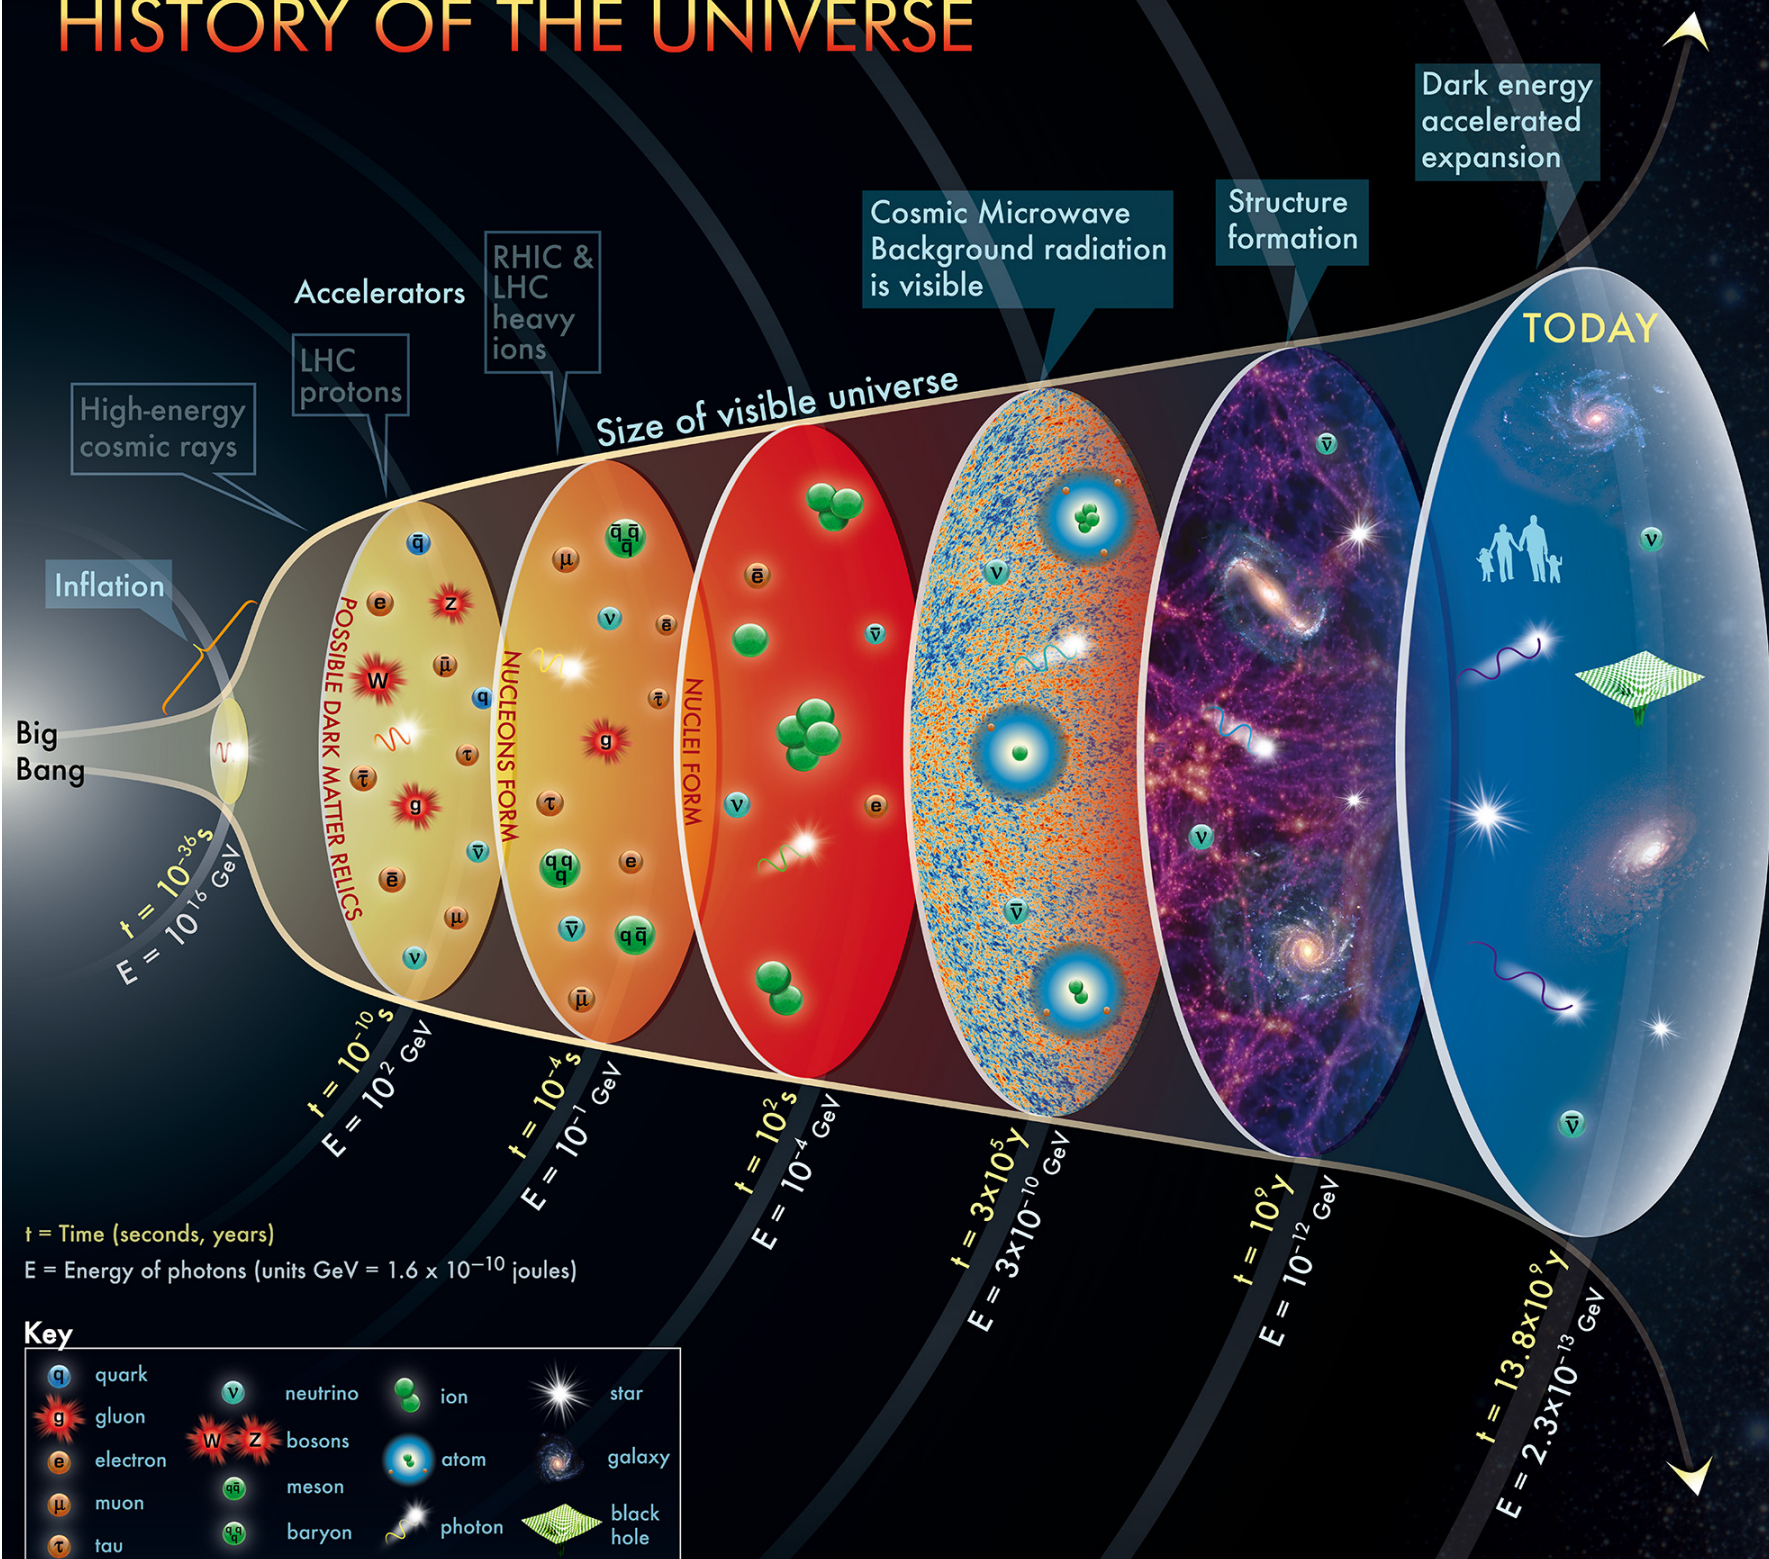 HISTORY OF THE UNIVERSE
Dark energy
accelerated
expansion
Structure
formation
Cosmic Microwave
Background radiation
is visible
RHIC &
LHC
heavy
ions
Accelerators
LHC
protons
High-energy
cosmic rays
Inflation
Size of visible universe
TODAY
Big
Bang
POSSIBLE DARK MATTER RELICS
q̄
e
Z
μ̄
W
q
τ
τ̄
g
ν̄
ē
μ
ν
NUCLEONS FORM
q̄q̄
q̄
μ
ν
ē
τ̄
g
τ
qq
q
e
ν̄
qq̄
μ̄
NUCLEI FORM
ē
ν̄
ν
e
ν
ν̄
ν̄
ν
ν
ν̄
t = 10⁻³⁶ s
E = 10¹⁶ GeV
t = 10⁻¹⁰ s
E = 10² GeV
t = 10⁻⁴ s
E = 10⁻¹ GeV
t = 10² s
E = 10⁻⁴ GeV
t = 3x10⁵ y
E = 3x10⁻¹⁰ GeV
t = 10⁹ y
E = 10⁻¹² GeV
t = 13.8x10⁹ y
E = 2.3x10⁻¹³ GeV
t = Time (seconds, years)
E = Energy of photons (units GeV = 1.6 x 10⁻¹⁰ joules)
Key
q quark
g gluon
e electron
μ muon
τ tau
ν neutrino
W Z bosons
qq̄ meson
qq
q baryon
ion
atom
photon
star
galaxy
black
hole